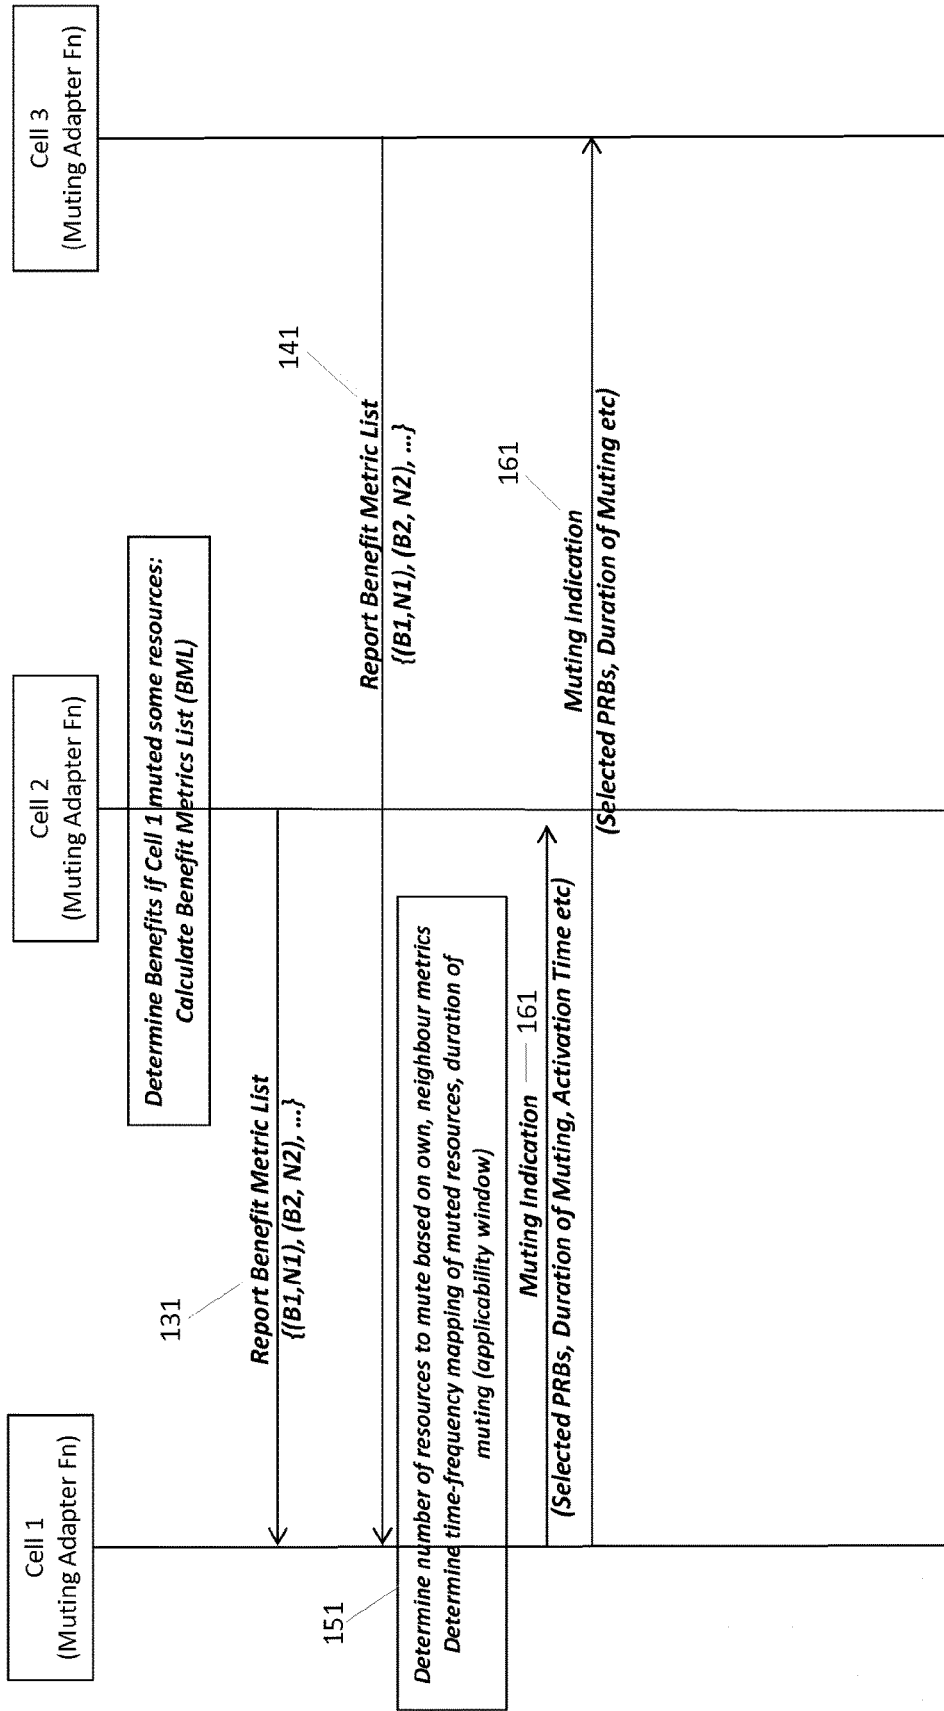 Cell 1
(Muting Adapter Fn)
Cell 2
(Muting Adapter Fn)
Cell 3
(Muting Adapter Fn)
Determine Benefits if Cell 1 muted some resources:
Calculate Benefit Metrics List (BML)
131
Report Benefit Metric List
{(B1,N1), (B2, N2), ...}
141
Report Benefit Metric List
{(B1,N1), (B2, N2), ...}
151
Determine number of resources to mute based on own, neighbour metrics
Determine time-frequency mapping of muted resources, duration of
muting (applicability window)
Muting Indication
161
(Selected PRBs, Duration of Muting, Activation Time etc)
161
Muting Indication
(Selected PRBs, Duration of Muting etc)